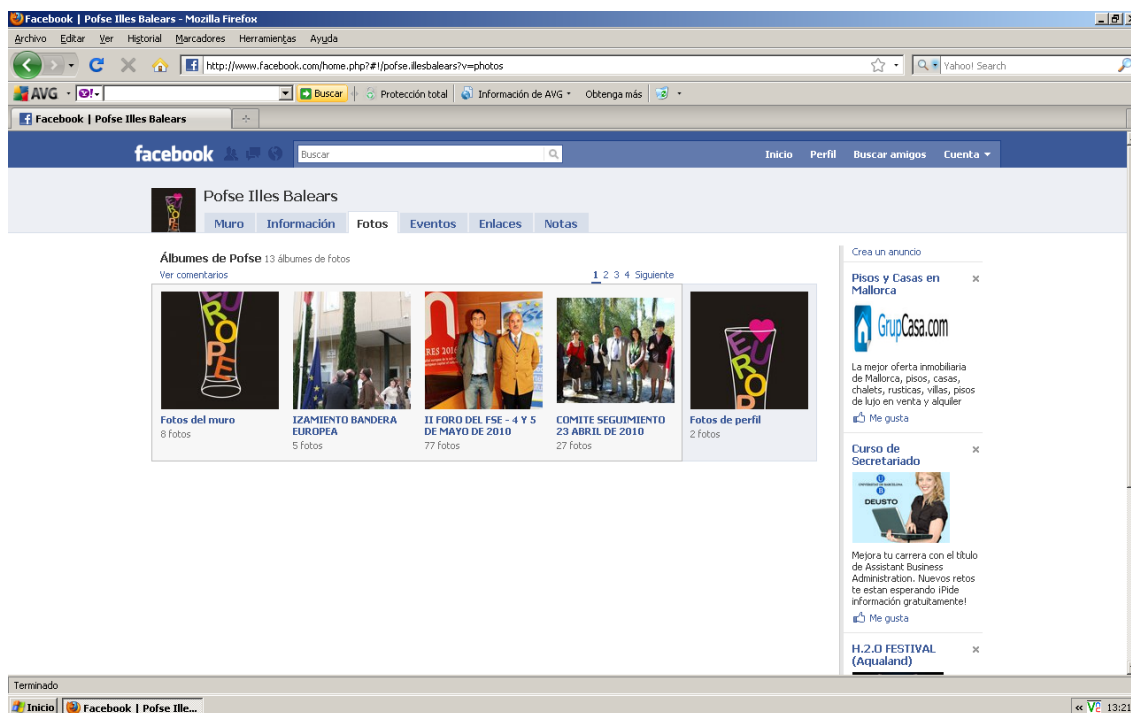 Facebook | Pofse Illes Balears - Mozilla Firefox
Archivo Editar Ver Historial Marcadores Herramientas Ayuda
http://www.facebook.com/home.php?#!/pofse.illesbalears?v=photos
Yahoo! Search
AVG
Buscar
Protección total
Información de AVG
Obtenga más
Facebook | Pofse Illes Balears
facebook
Buscar
Inicio Perfil Buscar amigos Cuenta
Pofse Illes Balears
Muro Información Fotos Eventos Enlaces Notas
Álbumes de Pofse 13 álbumes de fotos
Ver comentarios
1 2 3 4 Siguiente
EUROPE
RES 201
EUROP
Fotos del muro
8 fotos
IZAMIENTO BANDERA
EUROPEA
5 fotos
II FORO DEL FSE - 4 Y 5
DE MAYO DE 2010
77 fotos
COMITE SEGUIMIENTO
23 ABRIL DE 2010
27 fotos
Fotos de perfil
2 fotos
Crea un anuncio
Pisos y Casas en
Mallorca
GrupCasa.com
La mejor oferta inmobiliaria
de Mallorca, pisos, casas,
chalets, rusticas, villas, pisos
de lujo en venta y alquiler
Me gusta
Curso de
Secretariado
DEUSTO
Mejora tu carrera con el título
de Assistant Business
Administration. Nuevos retos
te estan esperando ¡Pide
información gratuitamente!
Me gusta
H.2.O FESTIVAL
(Aqualand)
Terminado
Inicio
Facebook | Pofse Ille...
13:21